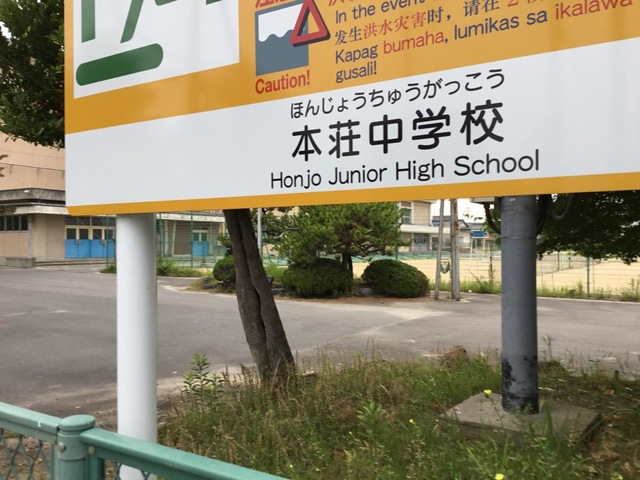 Caution!
In the event
发生洪水灾害时，请在
Kapag bumaha, lumikas sa ikalawa
gusali!
ほんじょうちゅうがっこう
本荘中学校
Honjo Junior High School